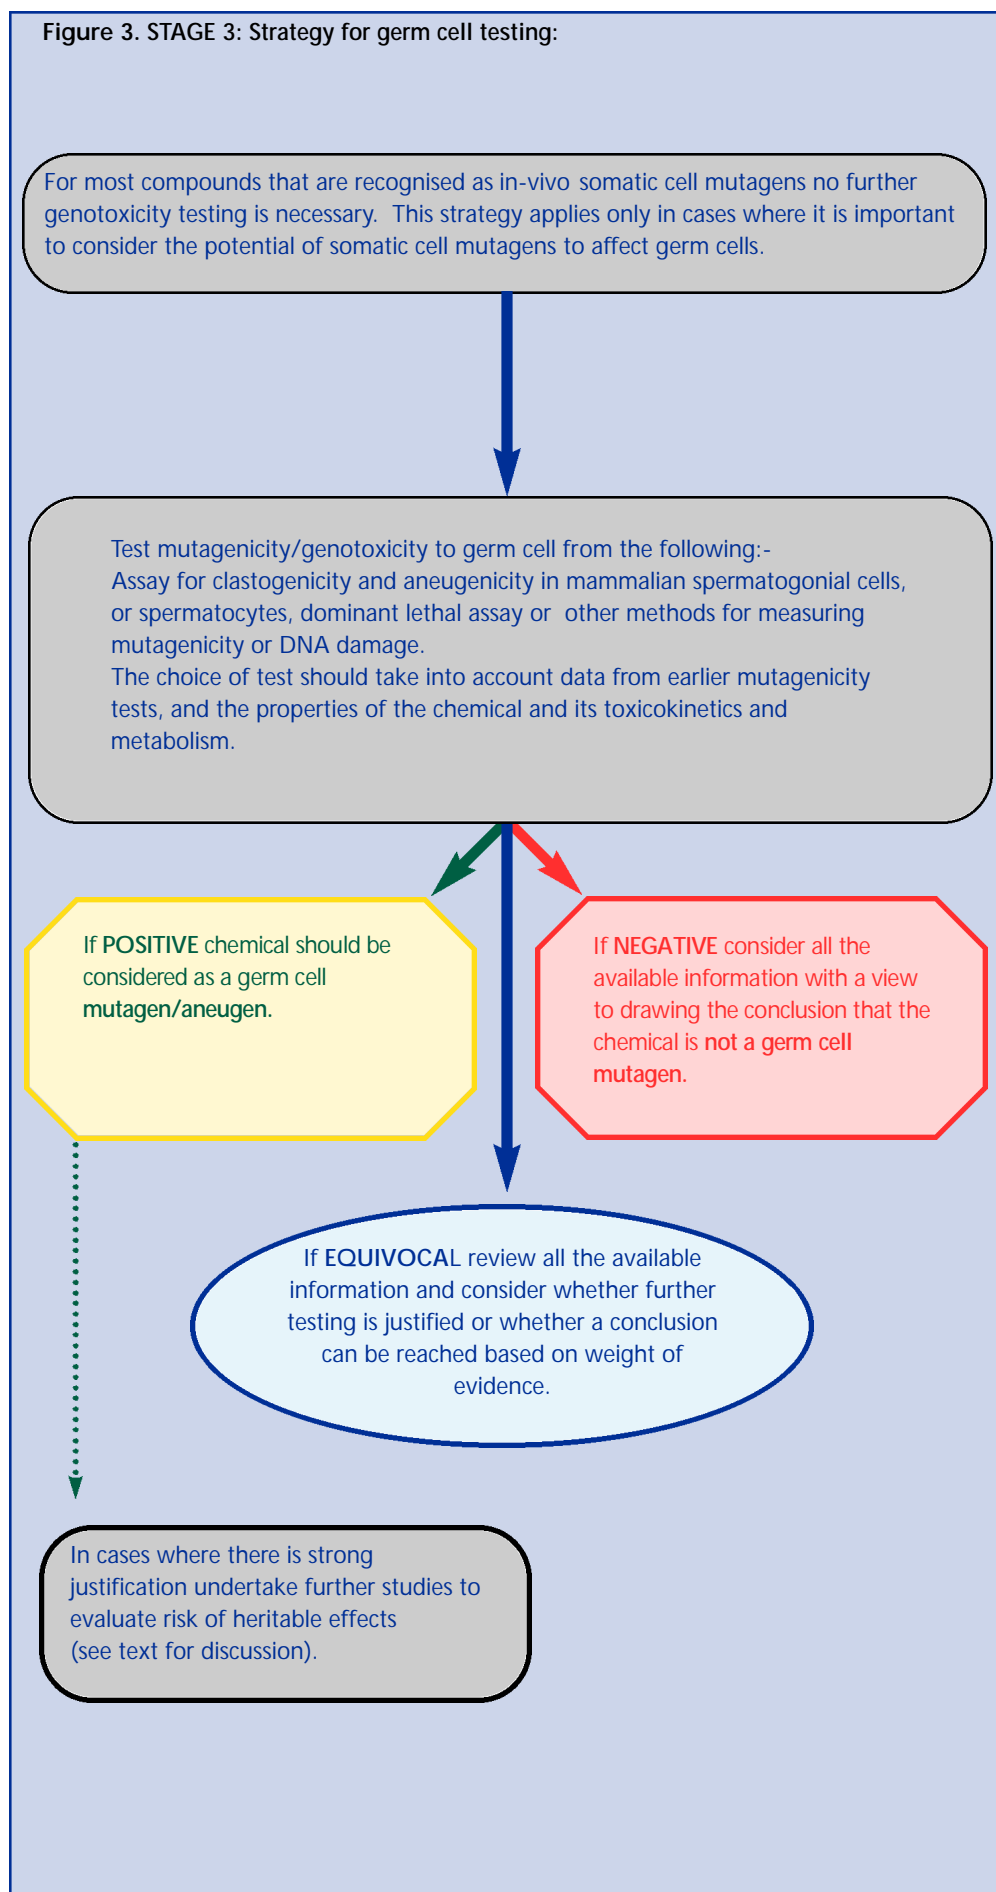 Figure 3. STAGE 3: Strategy for germ cell testing:
For most compounds that are recognised as in-vivo somatic cell mutagens no further
genotoxicity testing is necessary. This strategy applies only in cases where it is important
to consider the potential of somatic cell mutagens to affect germ cells.
Test mutagenicity/genotoxicity to germ cell from the following:-
Assay for clastogenicity and aneugenicity in mammalian spermatogonial cells,
or spermatocytes, dominant lethal assay or other methods for measuring
mutagenicity or DNA damage.
The choice of test should take into account data from earlier mutagenicity
tests, and the properties of the chemical and its toxicokinetics and
metabolism.
If POSITIVE chemical should be
considered as a germ cell
mutagen/aneugen.
If NEGATIVE consider all the
available information with a view
to drawing the conclusion that the
chemical is not a germ cell
mutagen.
If EQUIVOCAL review all the available
information and consider whether further
testing is justified or whether a conclusion
can be reached based on weight of
evidence.
In cases where there is strong
justification undertake further studies to
evaluate risk of heritable effects
(see text for discussion).